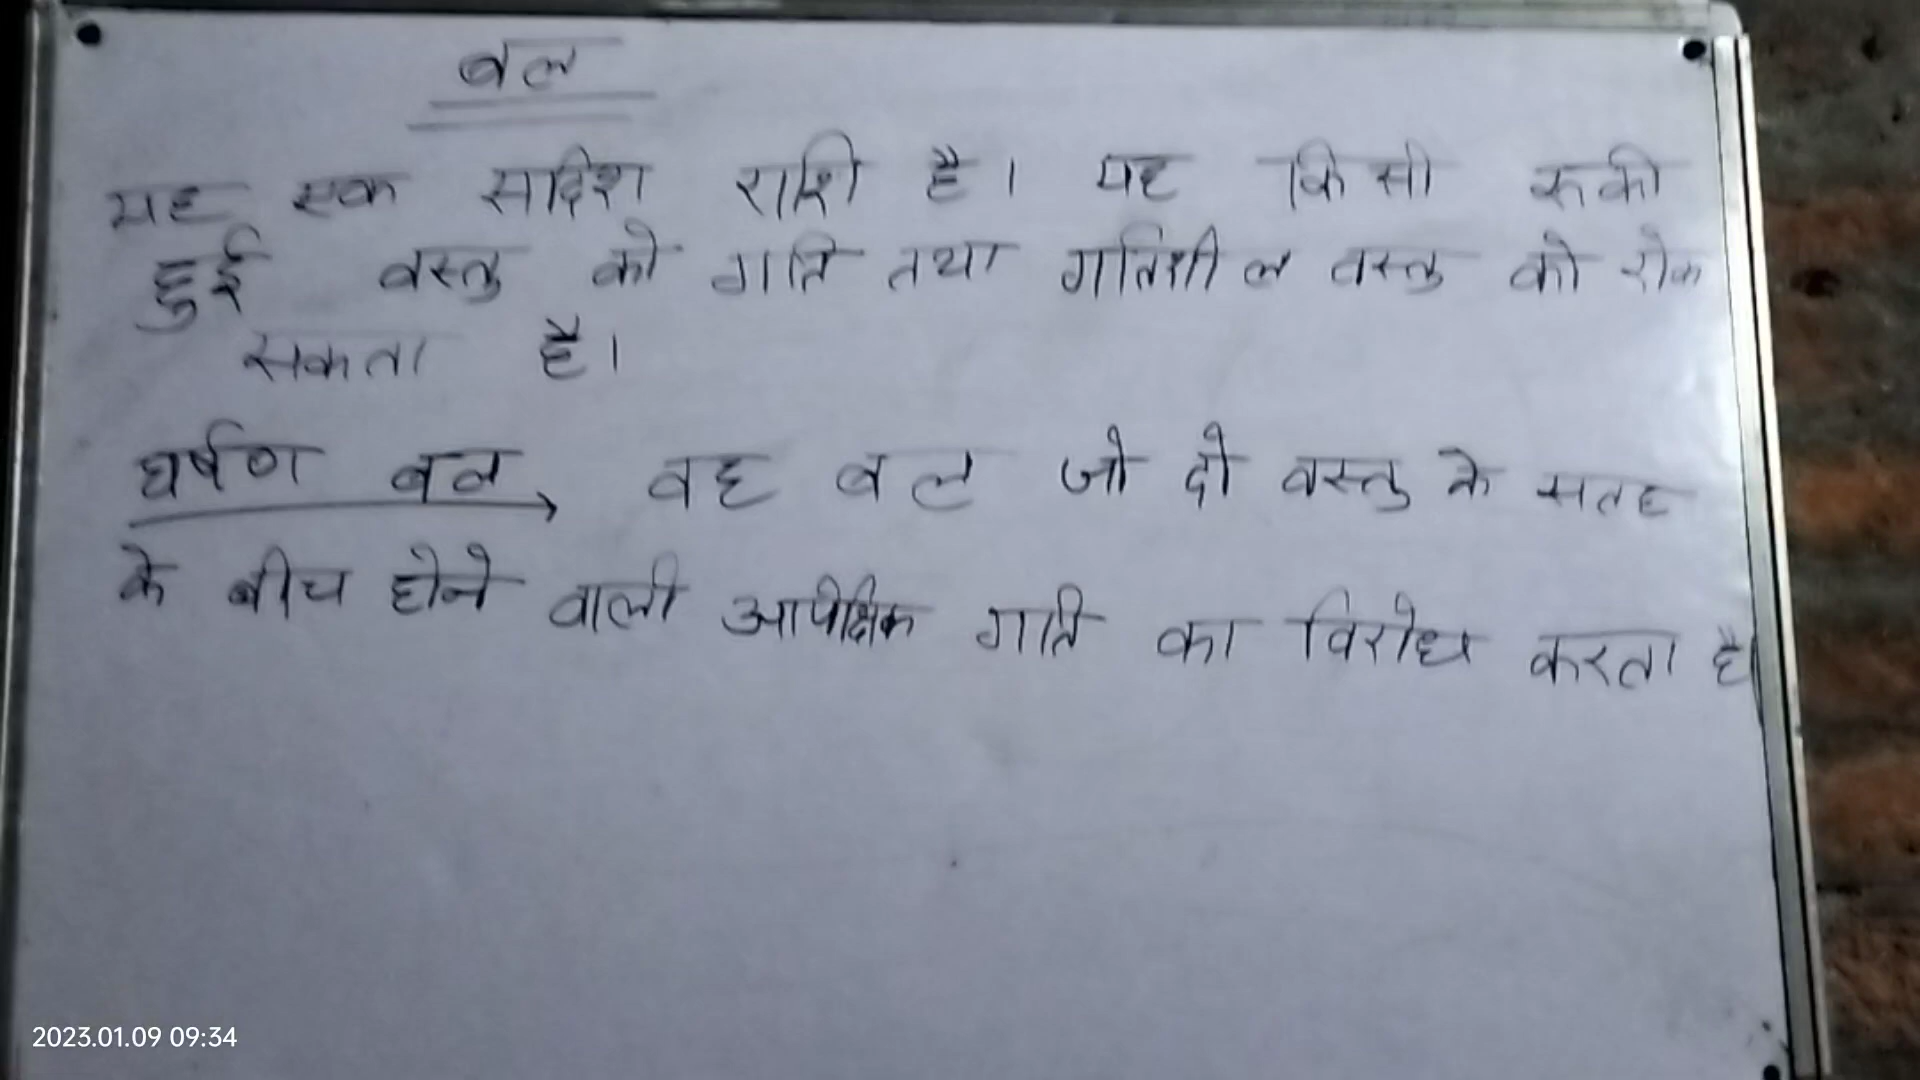 बल
यह एक सदिश राशि है। यह किसी रुकी
हुई वस्तु को गति तथा गतिशील वस्तु को रोक
सकता है।
घर्षण बल → वह बल जो दो वस्तु के सतह
के बीच होने वाली आपेक्षिक गति का विरोध करता है।
2023.01.09 09:34